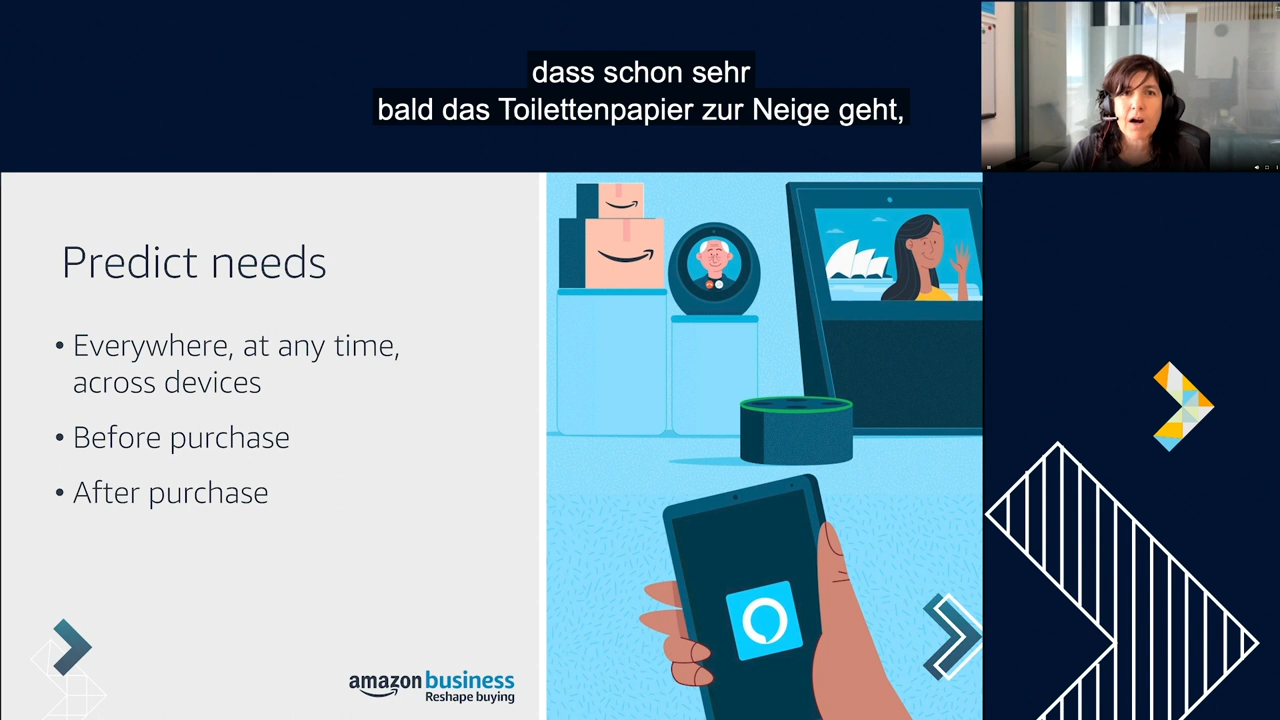 dass schon sehr
bald das Toilettenpapier zur Neige geht,
Predict needs
• Everywhere, at any time,
across devices
• Before purchase
• After purchase
amazon business
Reshape buying